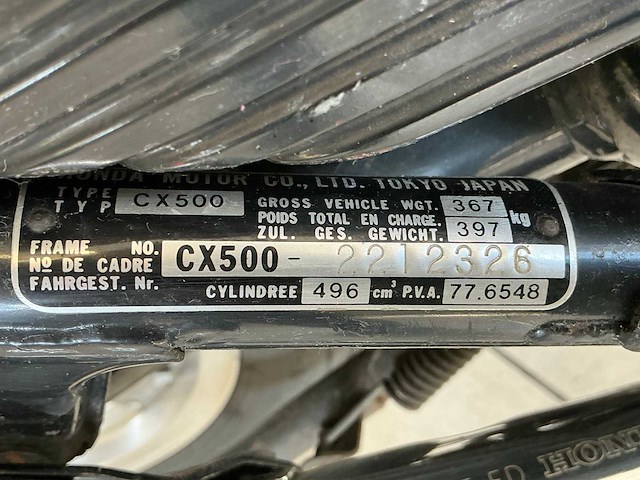 HONDA MOTOR CO., LTD. TOKYO JAPAN
TYPE
TYP
CX500
GROSS VEHICLE WGT. 367
POIDS TOTAL EN CHARGE.
ZUL. GES. GEWICHT. 397
kg
FRAME NO.
Nº DE CADRE
FAHRGEST. Nr.
CX500-2212326
CYLINDREE 496 cm³ P.V.A. 77.6548
HOND